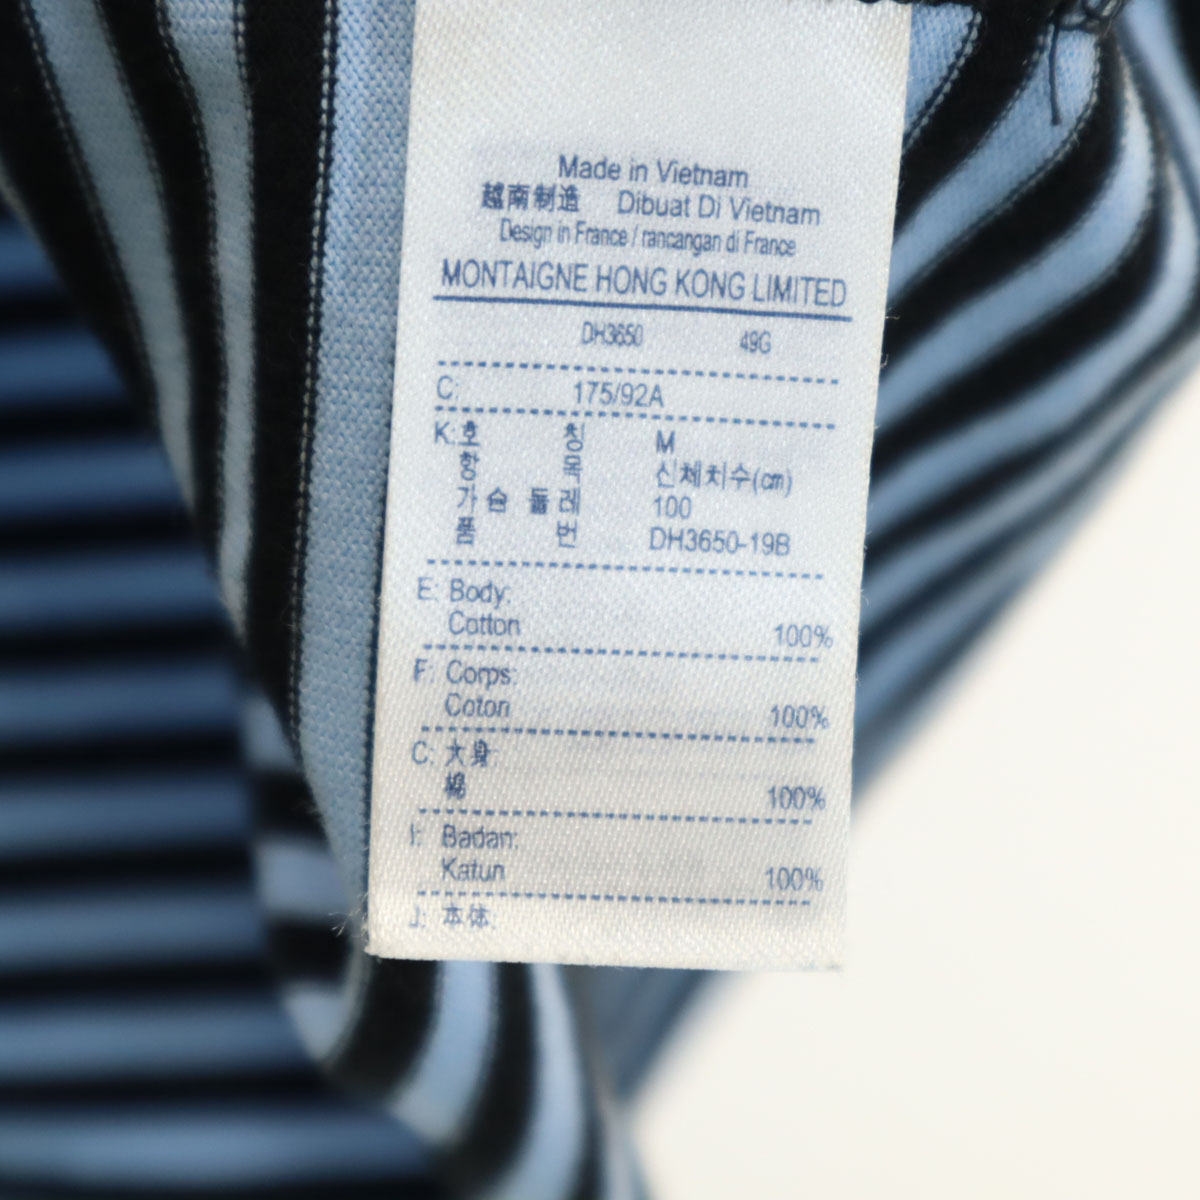 Made in Vietnam
越南制造 Dibuat Di Vietnam
Design in France / rancangan di France
MONTAIGNE HONG KONG LIMITED
DH3650 49G
C: 175/92A
K: 호 칭 M
항 목 신체치수(cm)
가 슴 둘 레 100
품 번 DH3650-19B
E: Body:
Cotton 100%
F: Corps:
Coton 100%
C: 大身:
棉 100%
I: Badan:
Katun 100%
J: 本体: